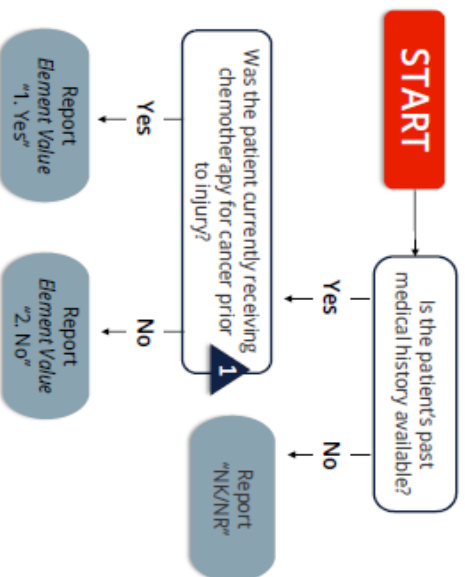 START
Is the patient's past
medical history available?
Yes
No
Was the patient currently receiving
chemotherapy for cancer prior
to injury?
1
Report
"NK/NR"
Yes
No
Report
Element Value
"1. Yes"
Report
Element Value
"2. No"